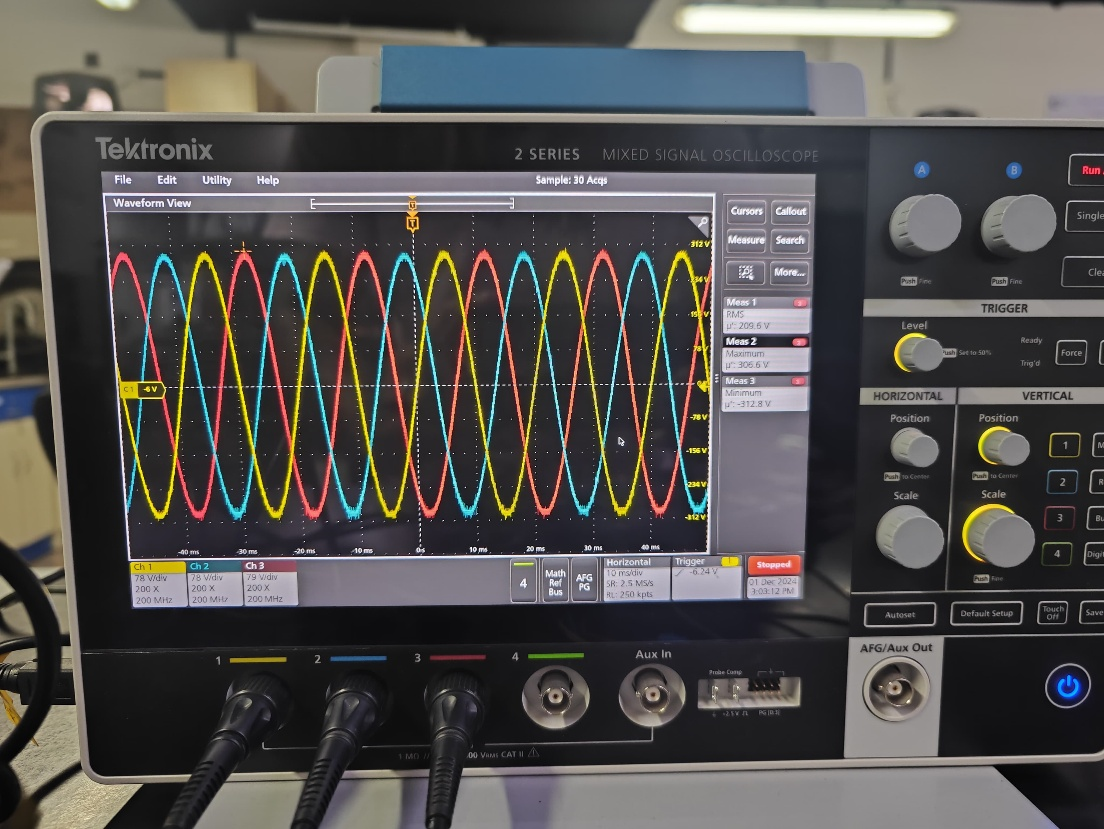 Tektronix
2 SERIES MIXED SIGNAL OSCILLOSCOPE
File Edit Utility Help
Sample: 30 Acqs
Waveform View
T
T
312 V
78 V
-78 V
-156 V
-234 V
-312 V
C1 -6 V
-40 ms -30 ms -20 ms -10 ms 0 s 10 ms 20 ms 30 ms 40 ms
Cursors Callout
Measure Search
More...
Meas 1
RMS
µ': 209.6 V
Meas 2
Maximum
µ': 306.6 V
Meas 3
Minimum
µ': -312.8 V
Ch 1
78 V/div
200 X
200 MHz
Ch 2
78 V/div
200 X
200 MHz
Ch 3
79 V/div
200 X
200 MHz
4
Math
Ref
Bus
AFG
PG
Horizontal
10 ms/div
SR: 2.5 MS/s
RL: 250 kpts
Trigger 1
-6.24 V
Stopped
01 Dec 2024
3:03:12 PM
A B
Run
Single
Push Fine
Push Fine
TRIGGER
Level
Push Set to 50%
Ready
Trig'd
Force
HORIZONTAL
VERTICAL
Position
Push to Center
Scale
Position
Push to Center
Scale
Push Fine
1
2
3
4
Autoset
Default Setup
Touch
Off
AFG/Aux Out
1 2 3 4 Aux In
Probe Comp
VRMS CAT II